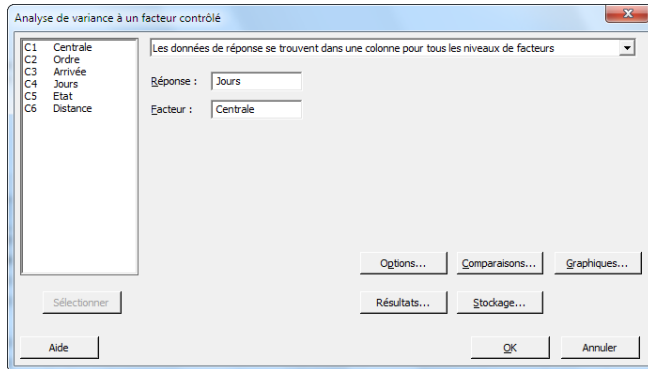 Analyse de variance à un facteur contrôlé
C1 Centrale
C2 Ordre
C3 Arrivée
C4 Jours
C5 Etat
C6 Distance
Les données de réponse se trouvent dans une colonne pour tous les niveaux de facteurs
Réponse : Jours
Facteur : Centrale
Options... Comparaisons... Graphiques...
Sélectionner Résultats... Stockage...
Aide OK Annuler